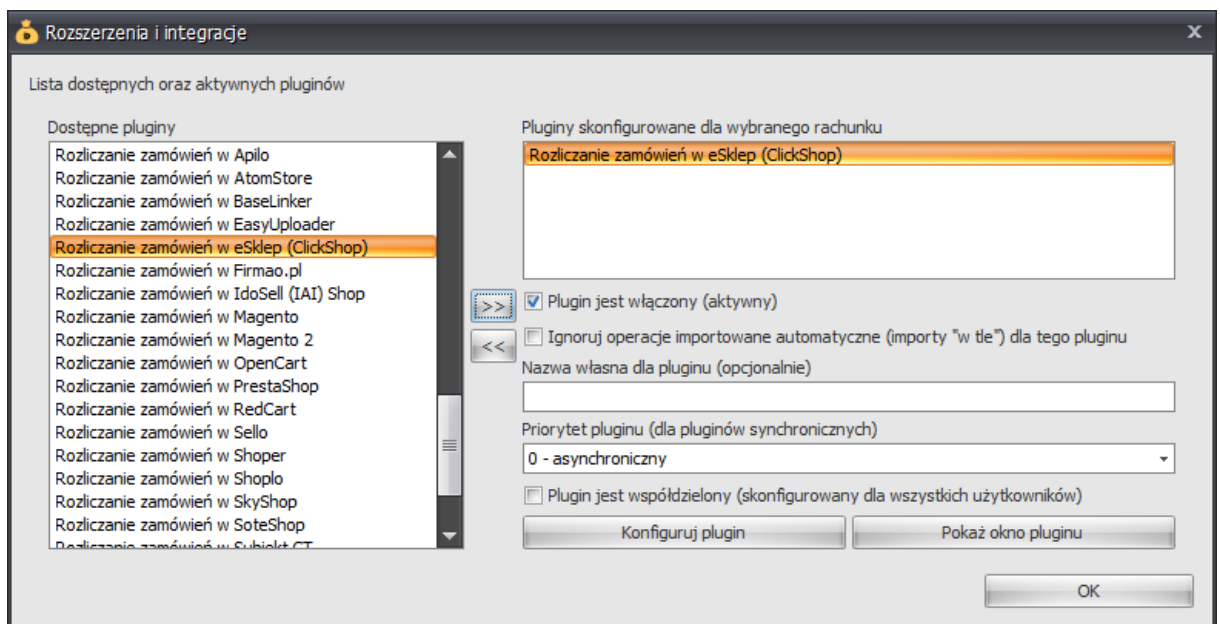 Rozszerzenia i integracje
Lista dostępnych oraz aktywnych pluginów
Dostępne pluginy
Rozliczanie zamówień w Apilo
Rozliczanie zamówień w AtomStore
Rozliczanie zamówień w BaseLinker
Rozliczanie zamówień w EasyUploader
Rozliczanie zamówień w eSklep (ClickShop)
Rozliczanie zamówień w Firmao.pl
Rozliczanie zamówień w IdoSell (IAI) Shop
Rozliczanie zamówień w Magento
Rozliczanie zamówień w Magento 2
Rozliczanie zamówień w OpenCart
Rozliczanie zamówień w PrestaShop
Rozliczanie zamówień w RedCart
Rozliczanie zamówień w Sello
Rozliczanie zamówień w Shoper
Rozliczanie zamówień w Shoplo
Rozliczanie zamówień w SkyShop
Rozliczanie zamówień w SoteShop
Rozliczanie zamówień w Subiekt GT
>>
<<
Pluginy skonfigurowane dla wybranego rachunku
Rozliczanie zamówień w eSklep (ClickShop)
Plugin jest włączony (aktywny)
Ignoruj operacje importowane automatyczne (importy "w tle") dla tego pluginu
Nazwa własna dla pluginu (opcjonalnie)
Priorytet pluginu (dla pluginów synchronicznych)
0 - asynchroniczny
Plugin jest współdzielony (skonfigurowany dla wszystkich użytkowników)
Konfiguruj plugin
Pokaż okno pluginu
OK